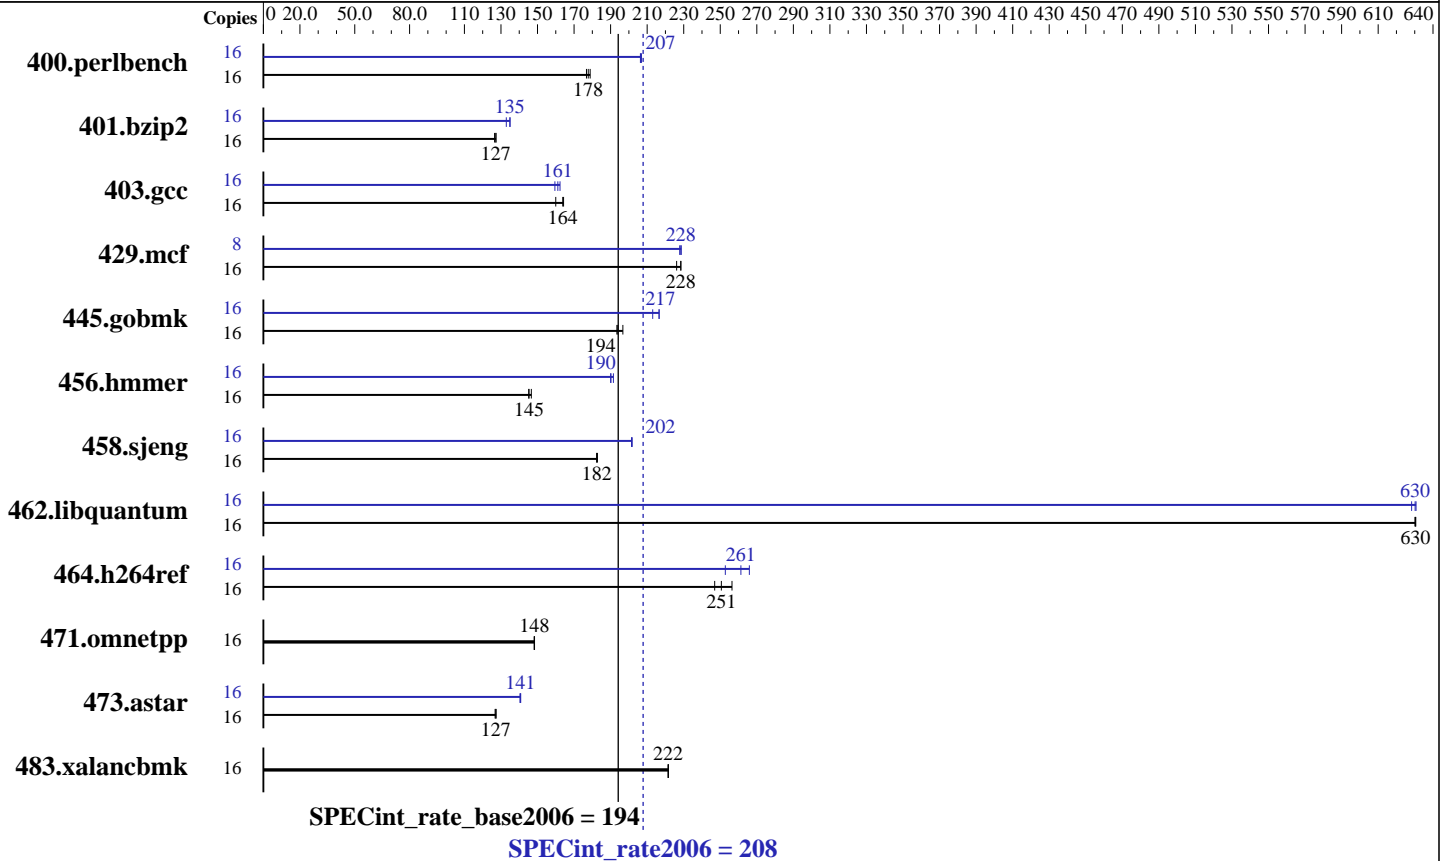 Copies 0 20.0 50.0 80.0 110 130 150 170 190 210 230 250 270 290 310 330 350 370 390 410 430 450 470 490 510 530 550 570 590 610 640
400.perlbench 16 207
16 178
401.bzip2 16 135
16 127
403.gcc 16 161
16 164
429.mcf 8 228
16 228
445.gobmk 16 217
16 194
456.hmmer 16 190
16 145
458.sjeng 16 202
16 182
462.libquantum 16 630
16 630
464.h264ref 16 261
16 251
471.omnetpp 16 148
473.astar 16 141
16 127
483.xalancbmk 16 222
SPECint_rate_base2006 = 194
SPECint_rate2006 = 208